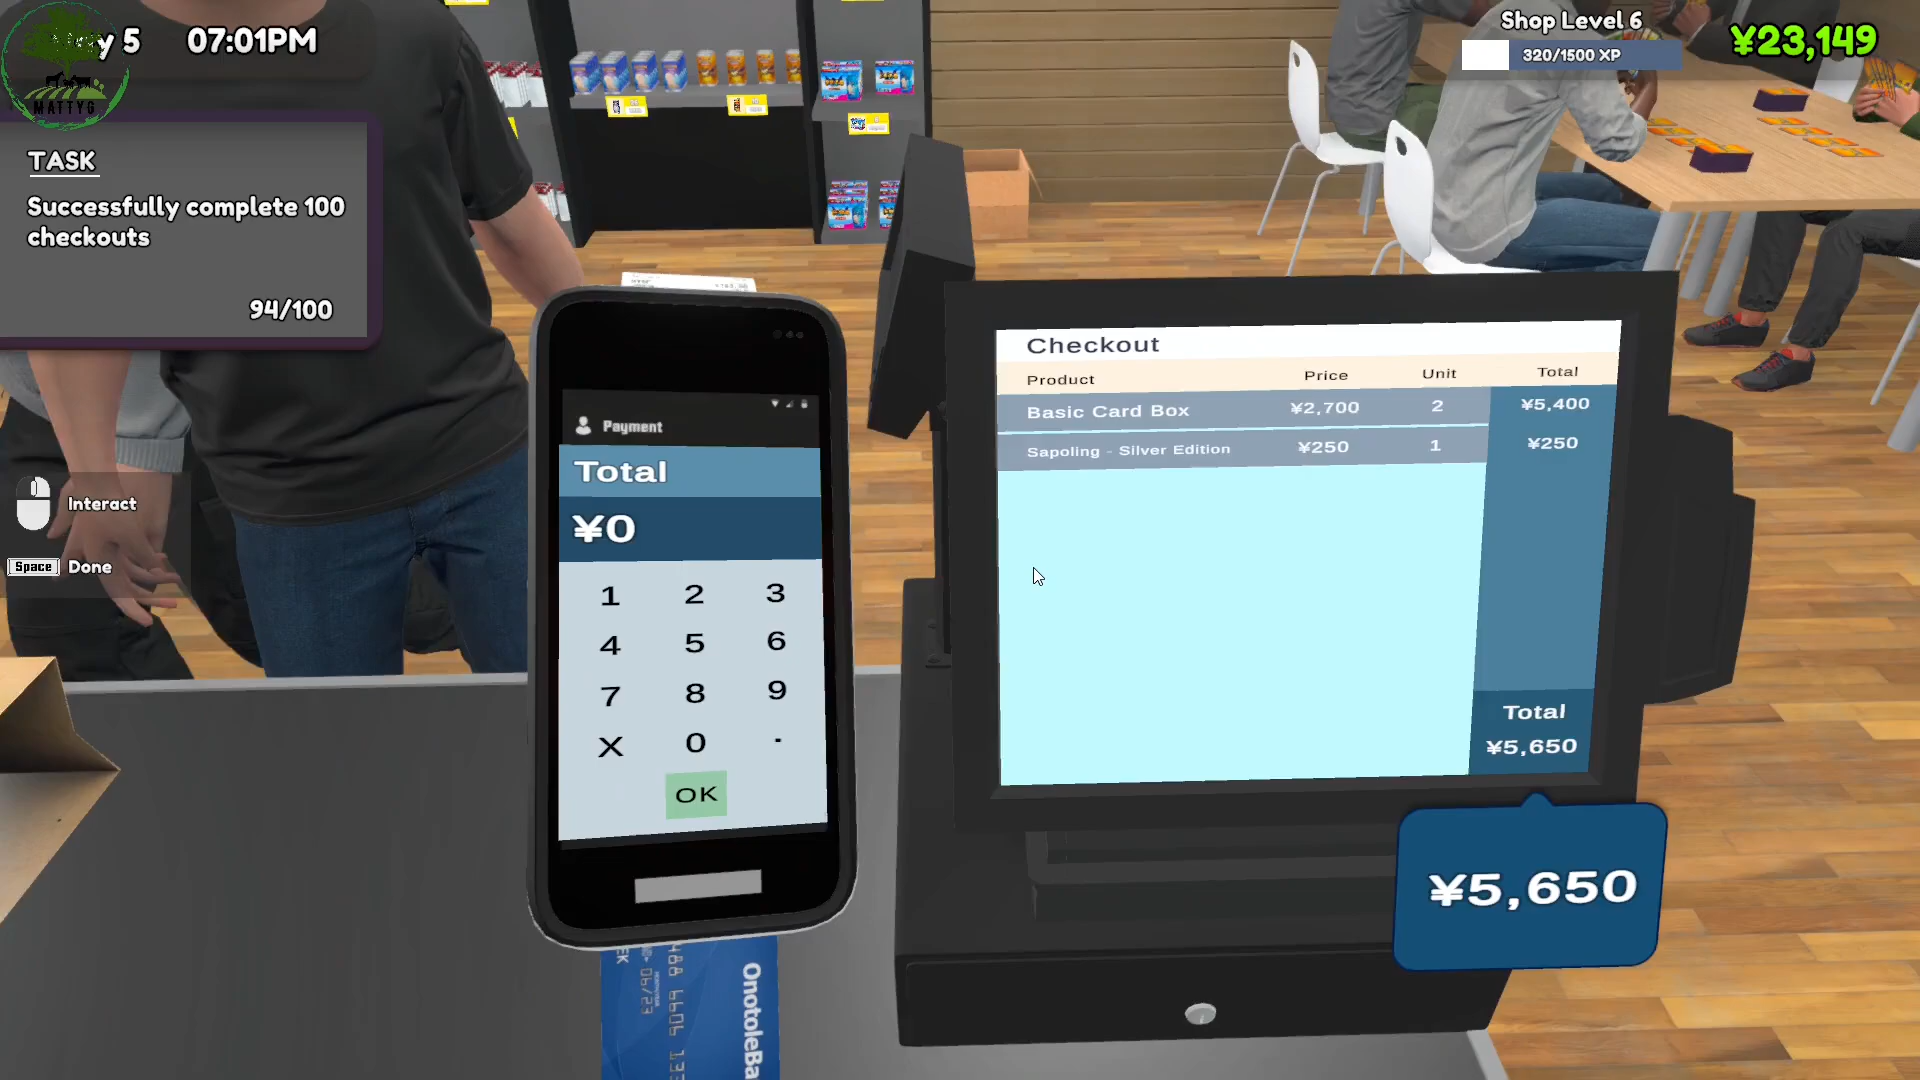 y 5
07:01PM
MATTYG
Shop Level 6
320/1500 XP
¥23,149
TASK
Successfully complete 100
checkouts
94/100
Interact
Space
Done
Payment
Total
¥0
1 2 3
4 5 6
7 8 9
X 0 .
OK
Checkout
Product Price Unit Total
Basic Card Box ¥2,700 2 ¥5,400
Sapoling - Silver Edition ¥250 1 ¥250
Total
¥5,650
¥5,650
06/23